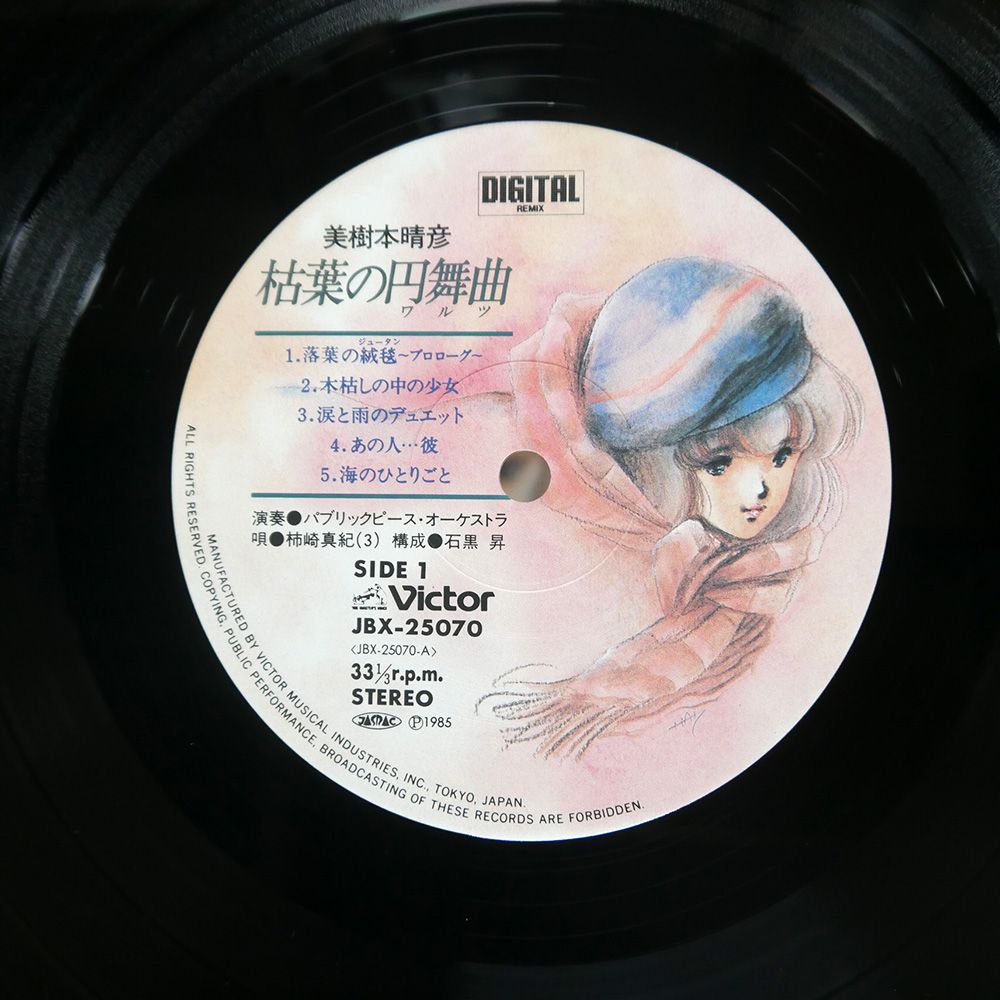 DIGITAL
REMIX
美樹本晴彦
枯葉の円舞曲
ワルツ
ジュータン
1.落葉の絨毯〜プロローグ〜
2.木枯しの中の少女
3.涙と雨のデュエット
4.あの人…彼
5.海のひとりごと
演奏●パブリックピース・オーケストラ
唄●柿崎真紀(3) 構成●石黒 昇
SIDE 1
Victor
JBX-25070
〈JBX-25070-A〉
33 1/3 r.p.m.
STEREO
JASRAC Ⓟ1985
MANUFACTURED BY VICTOR MUSICAL INDUSTRIES, INC., TOKYO, JAPAN.
ALL RIGHTS RESERVED. COPYING, PUBLIC PERFORMANCE, BROADCASTING OF THESE RECORDS ARE FORBIDDEN.